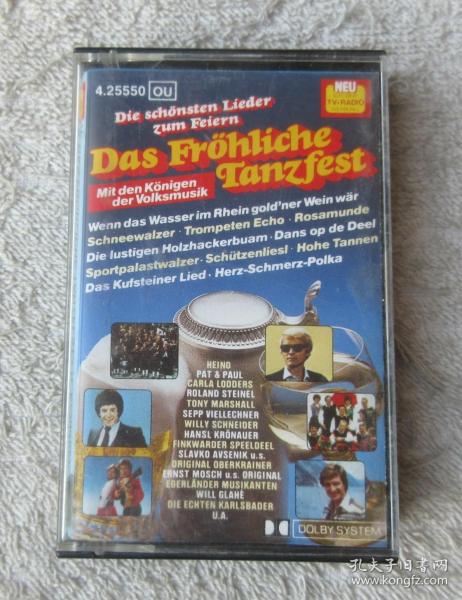 4.25550 OU
NEU
TV+RADIO
Die schönsten Lieder
zum Feiern
Das Fröhliche
Tanzfest
Mit den Königen
der Volksmusik
Wenn das Wasser im Rhein gold'ner Wein wär
Schneewalzer · Trompeten Echo · Rosamunde
Die lustigen Holzhackerbuam · Dans op de Deel
Sportpalastwalzer · Schützenliesl · Hohe Tannen
Das Kufsteiner Lied · Herz-Schmerz-Polka
HEINO
PAT & PAUL
CARLA LODDERS
ROLAND STEINEL
TONY MARSHALL
SEPP VIELLECHNER
WILLY SCHNEIDER
HANSL KRÖNAUER
FINKWARDER SPEELDEEL
SLAVKO AVSENIK u.s.
ORIGINAL OBERKRAINER
ERNST MOSCH u.s. ORIGINAL
EGERLÄNDER MUSIKANTEN
WILL GLAHÉ
DIE ECHTEN KARLSBADER
U.A.
DOLBY SYSTEM
孔夫子旧书网
www.kongfz.com